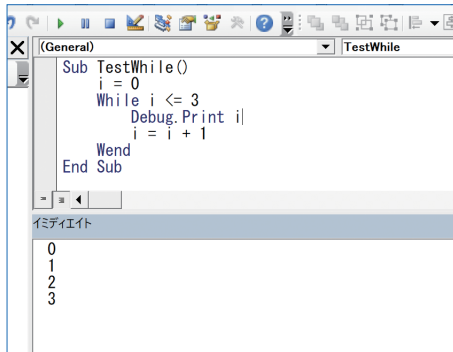 (General)
TestWhile
Sub TestWhile()
i = 0
While i <= 3
Debug.Print i
i = i + 1
Wend
End Sub
イミディエイト
0
1
2
3